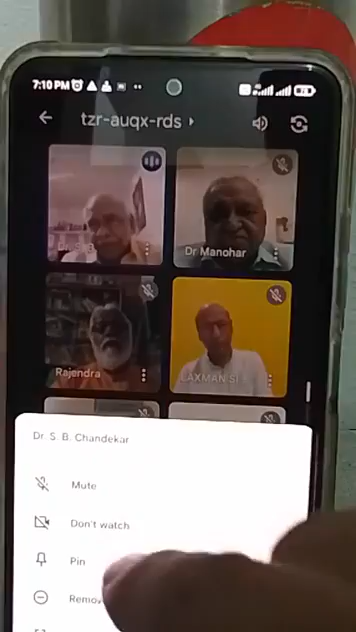 7:10 PM
tzr-auqx-rds
Dr Manohar
Rajendra
LAXMAN
Dr. S. B. Chandekar
Mute
Don't watch
Pin